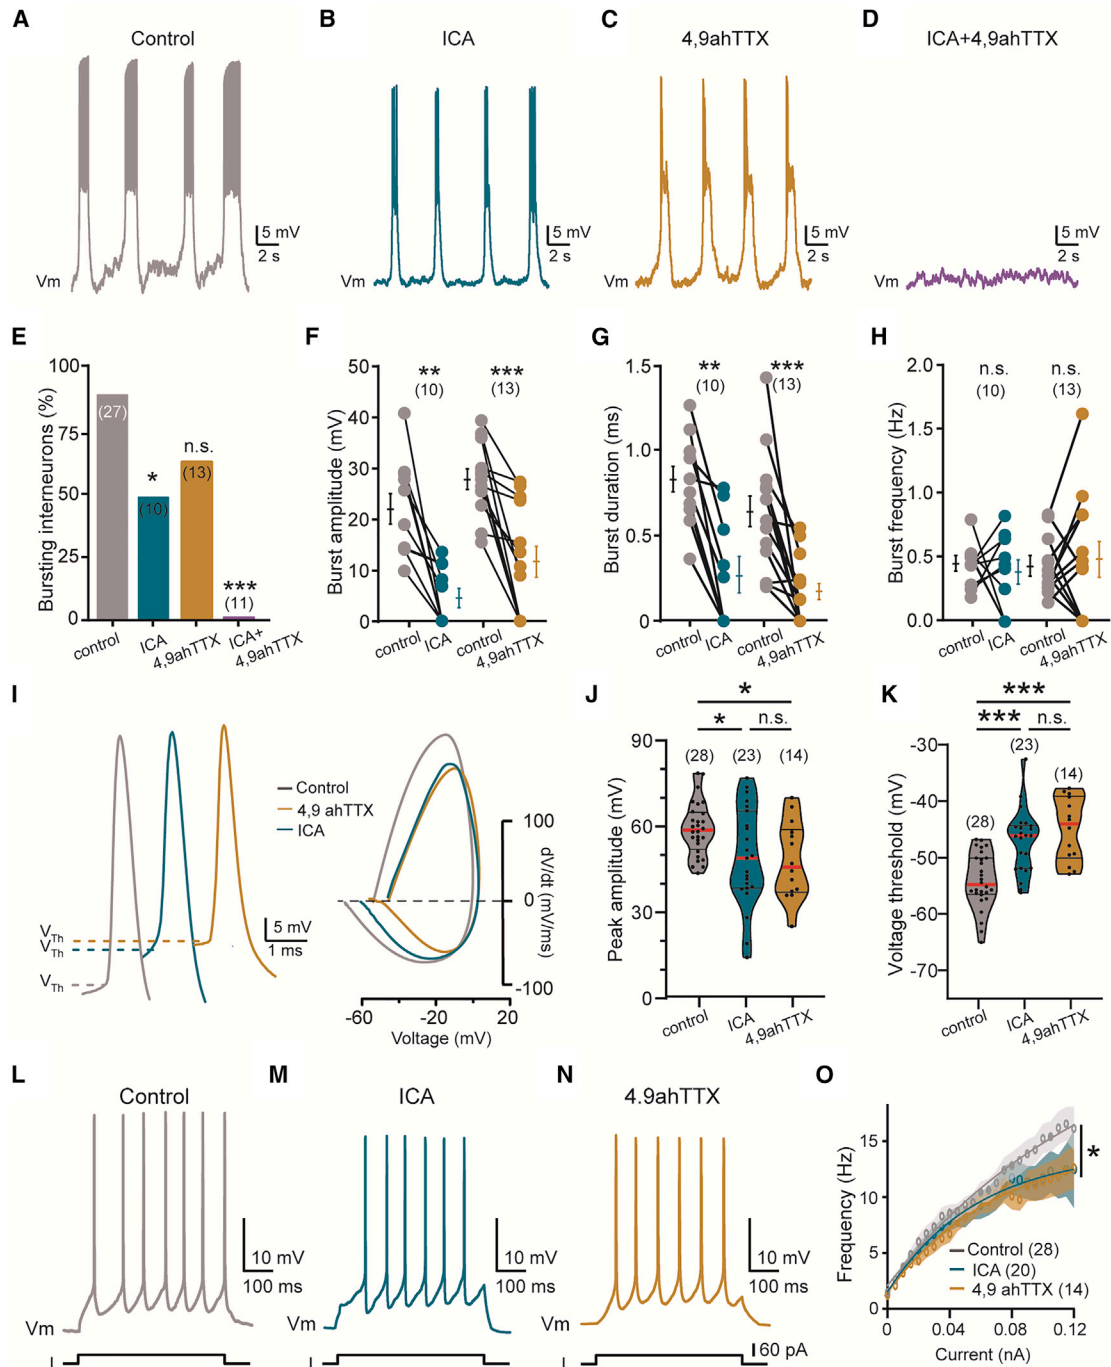 A
B
C
D
Control
ICA
4,9ahTTX
ICA+4,9ahTTX
5 mV
2 s
Vm
5 mV
2 s
Vm
5 mV
2 s
Vm
5 mV
2 s
Vm
E
F
G
H
Bursting interneurons (%)
100
75
50
25
0
(27)
*
(10)
n.s.
(13)
***
(11)
control
ICA
4,9ahTTX
ICA+
4,9ahTTX
Burst amplitude (mV)
50
40
30
20
10
0
**
(10)
***
(13)
control
ICA
control
4,9ahTTX
Burst duration (ms)
1.5
1.0
0.5
0
**
(10)
***
(13)
control
ICA
control
4,9ahTTX
Burst frequency (Hz)
2.0
1.5
1.0
0.5
0.0
n.s.
(10)
n.s.
(13)
control
ICA
control
4,9ahTTX
I
J
K
VTh
VTh
VTh
5 mV
1 ms
Control
4,9 ahTTX
ICA
100
0
-100
dV/dt (mV/ms)
-60
-20
20
Voltage (mV)
Peak amplitude (mV)
90
60
30
0
*
*
n.s.
(28)
(23)
(14)
control
ICA
4,9ahTTX
Voltage threshold (mV)
-30
-40
-50
-60
-70
***
***
n.s.
(28)
(23)
(14)
control
ICA
4,9ahTTX
L
M
N
O
Control
ICA
4.9ahTTX
10 mV
100 ms
Vm
I
10 mV
100 ms
Vm
I
10 mV
100 ms
Vm
I
60 pA
Frequency (Hz)
15
10
5
0
*
Control (28)
ICA (20)
4,9 ahTTX (14)
0.04
0.08
0.12
Current (nA)